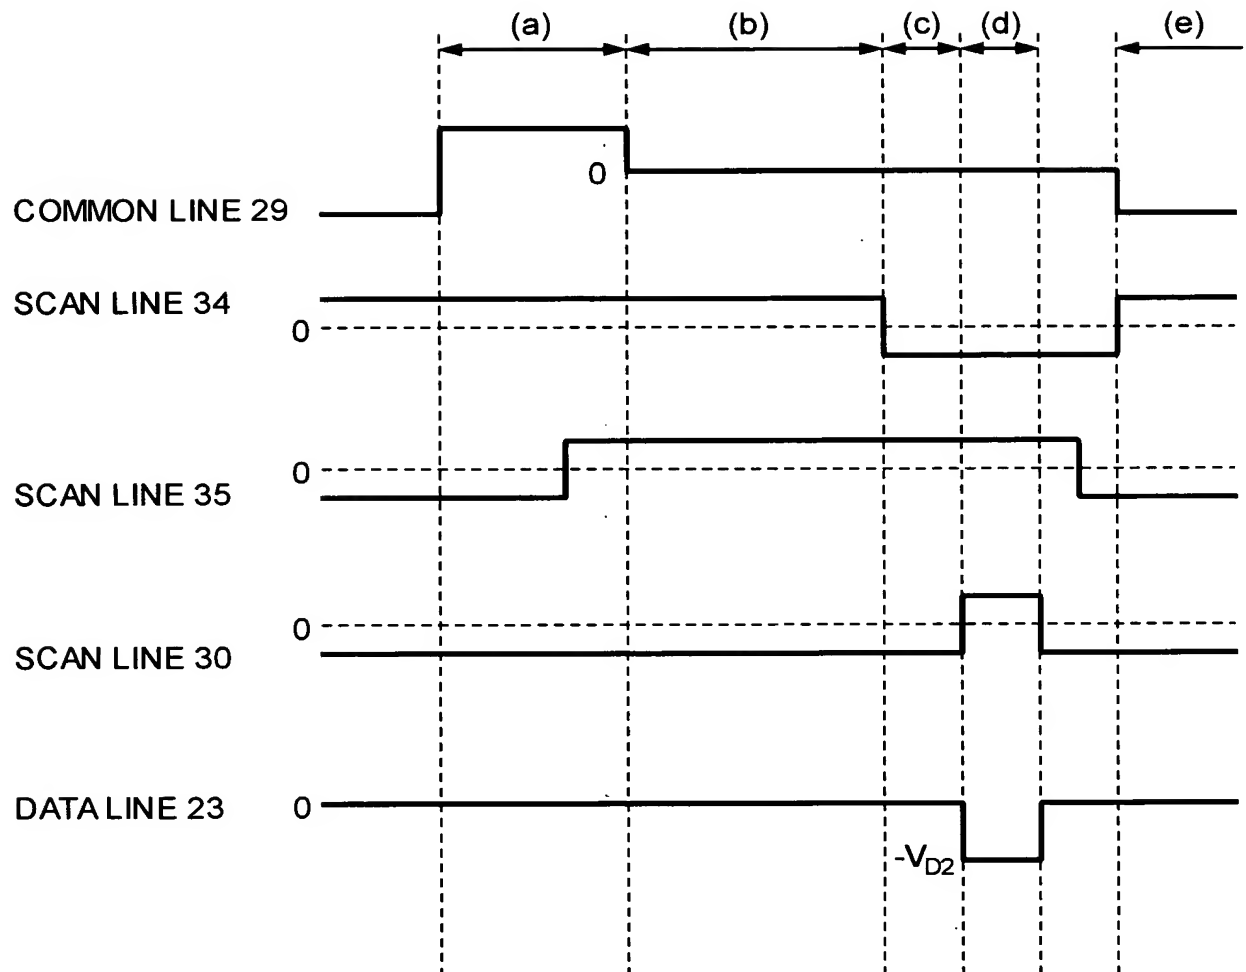 (a) (b) (c) (d) (e)
0
COMMON LINE 29
SCAN LINE 34
0
0
SCAN LINE 35
0
SCAN LINE 30
DATA LINE 23 0
-VD2